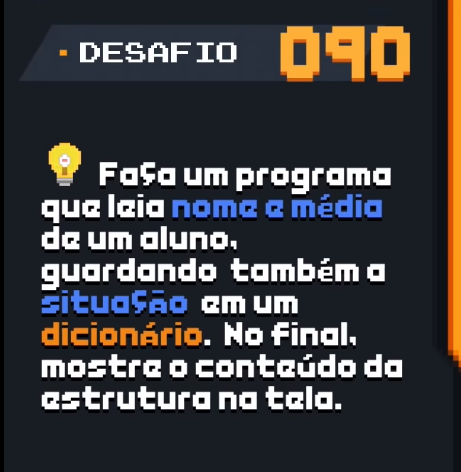 DESAFIO 090
Faça um programa
que leia nome e média
de um aluno,
guardando também a
situação em um
dicionário. No final,
mostre o conteúdo da
estrutura na tela.